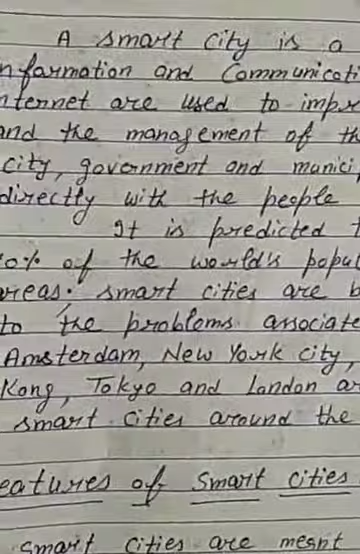 A smart city is a
nformation and Communicati
nternet are used to impr
and the management of th
city, government and munici
directly with the people
It is predicted t
0% of the world's popul
reas. smart cities are b
to the problems associate
Amsterdam, New York city,
Kong, Tokyo and London ar
smart cities around the
eatures of smart cities
smart cities are meant